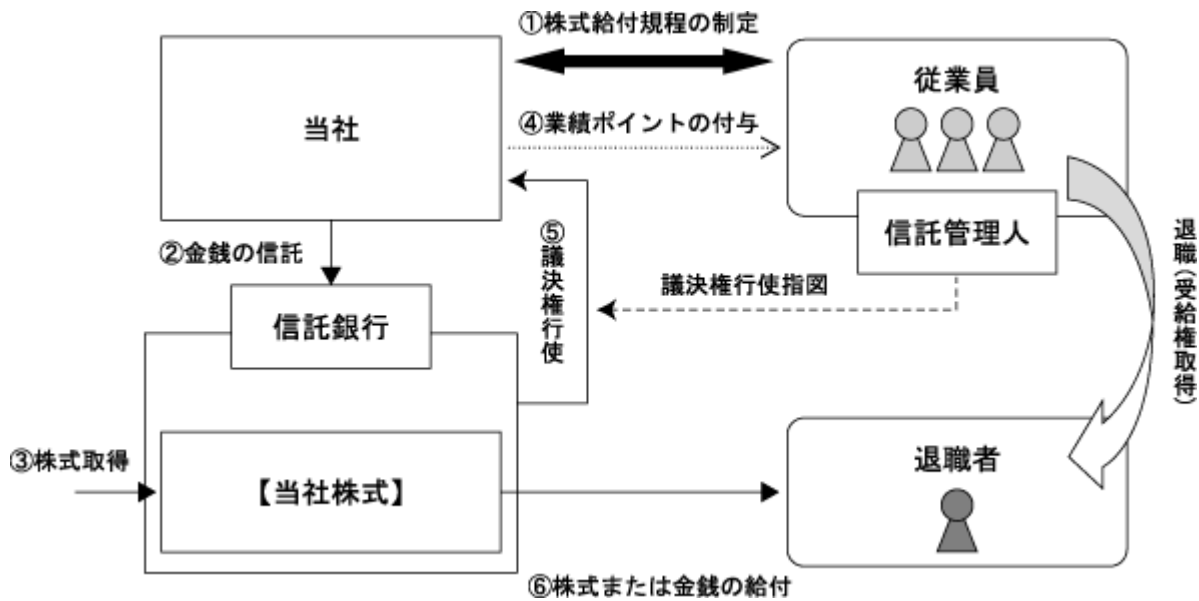 ①株式給付規程の制定
当社
従業員
④業績ポイントの付与
信託管理人
②金銭の信託
⑤議決権行使
議決権行使指図
退職(受給権取得)
信託銀行
③株式取得
【当社株式】
退職者
⑥株式または金銭の給付